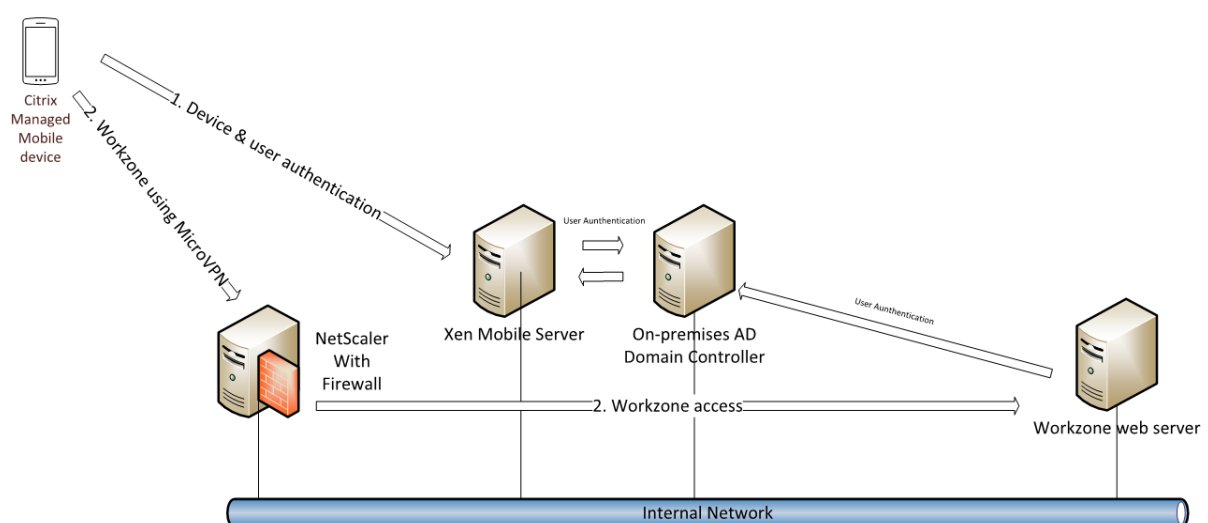 Citrix
Managed
Mobile
device
1. Device & user authentication
2. Workzone using MicroVPN
User Aunthentication
Xen Mobile Server
On-premises AD
Domain Controller
User Aunthentication
NetScaler
With
Firewall
2. Workzone access
Workzone web server
Internal Network